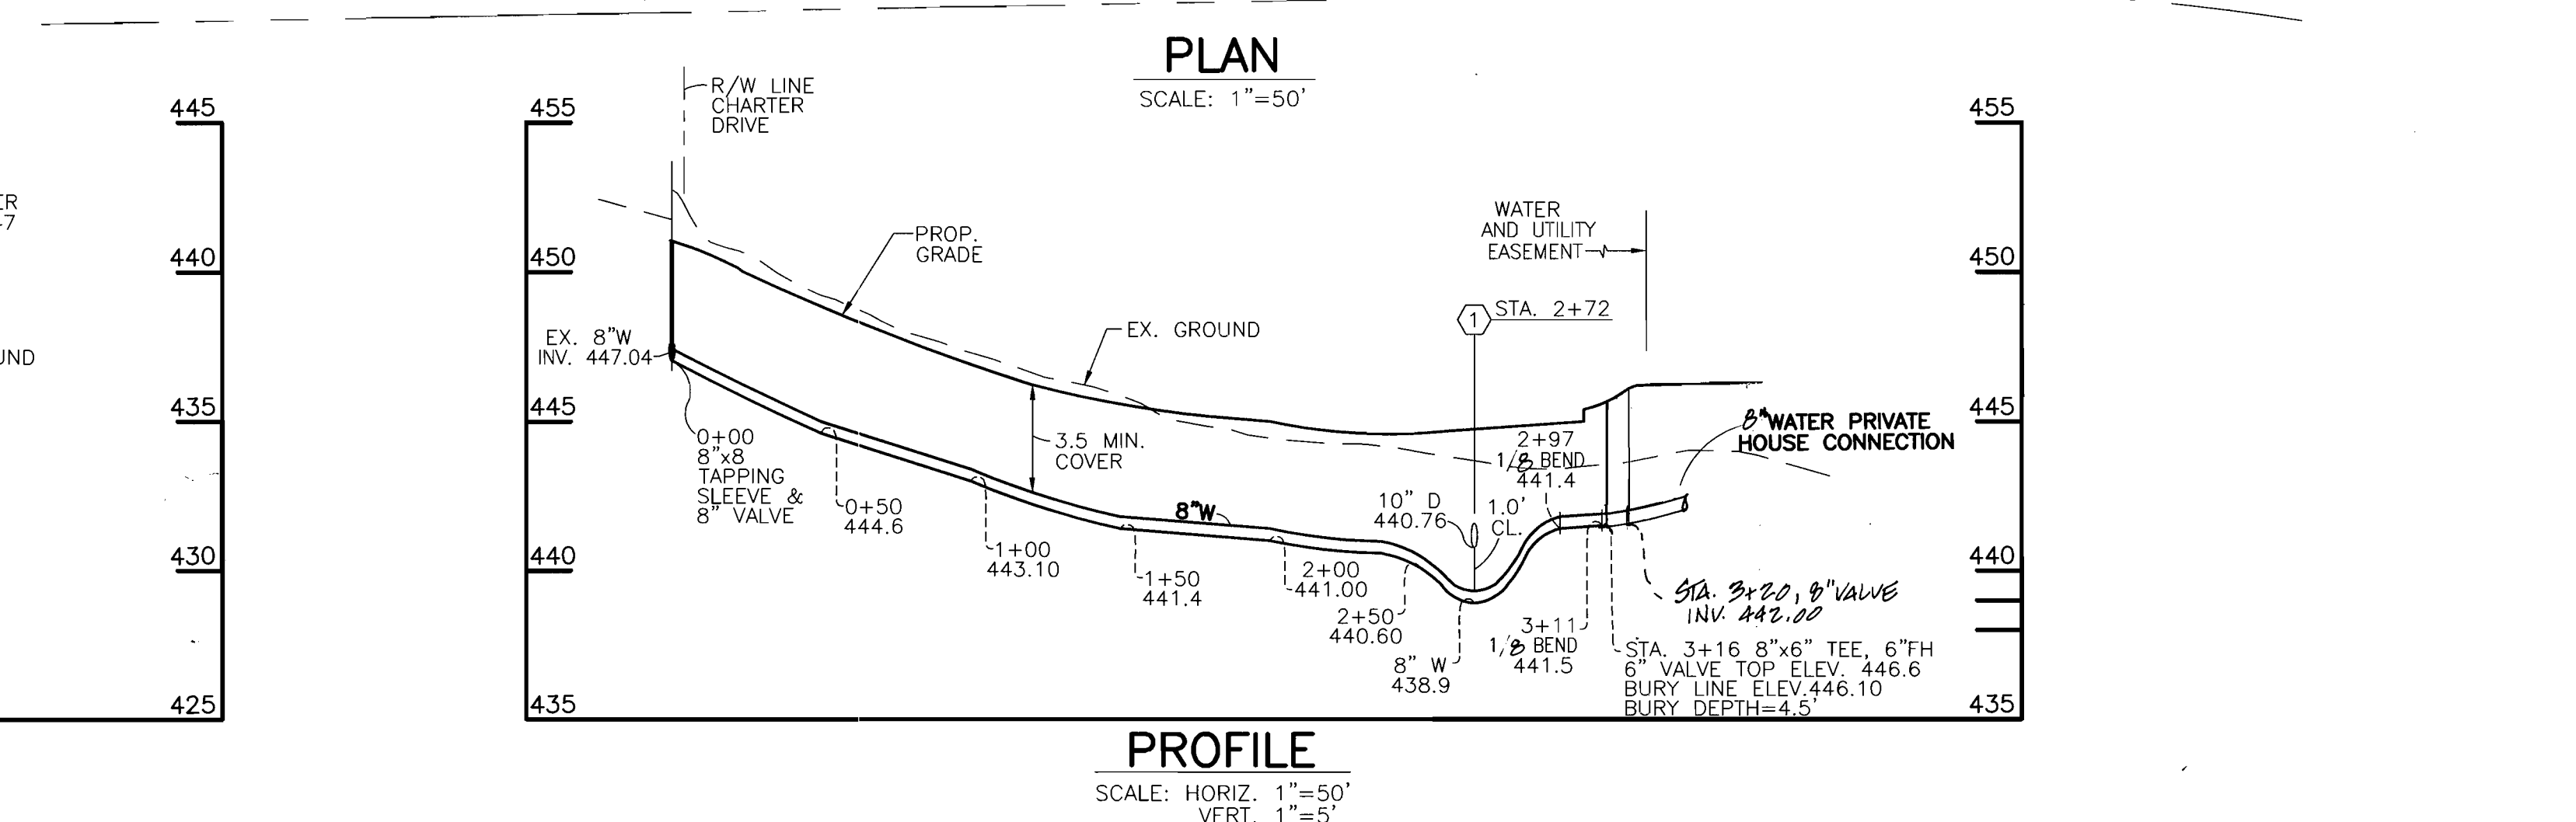 PLAN
SCALE: 1"=50'
445
440
435
430
425
ER
-7
UND
455
450
445
440
435
R/W LINE
CHARTER
DRIVE
PROP.
GRADE
EX. GROUND
EX. 8"W
INV. 447.04
0+00
8"x8
TAPPING
SLEEVE &
8" VALVE
0+50
444.6
1+00
443.10
3.5 MIN.
COVER
1+50
441.4
8"W
2+00
441.00
2+50
440.60
10" D
440.76
1.0'
CL.
8" W
438.9
1
STA. 2+72
WATER
AND UTILITY
EASEMENT
2+97
1/8 BEND
441.4
3+11
1/8 BEND
441.5
8" WATER PRIVATE
HOUSE CONNECTION
STA. 3+20, 8" VALVE
INV. 442.00
STA. 3+16 8"x6" TEE, 6"FH
6" VALVE TOP ELEV. 446.6
BURY LINE ELEV.446.10
BURY DEPTH=4.5'
455
450
445
440
435
PROFILE
SCALE: HORIZ. 1"=50'
VERT. 1"=5'